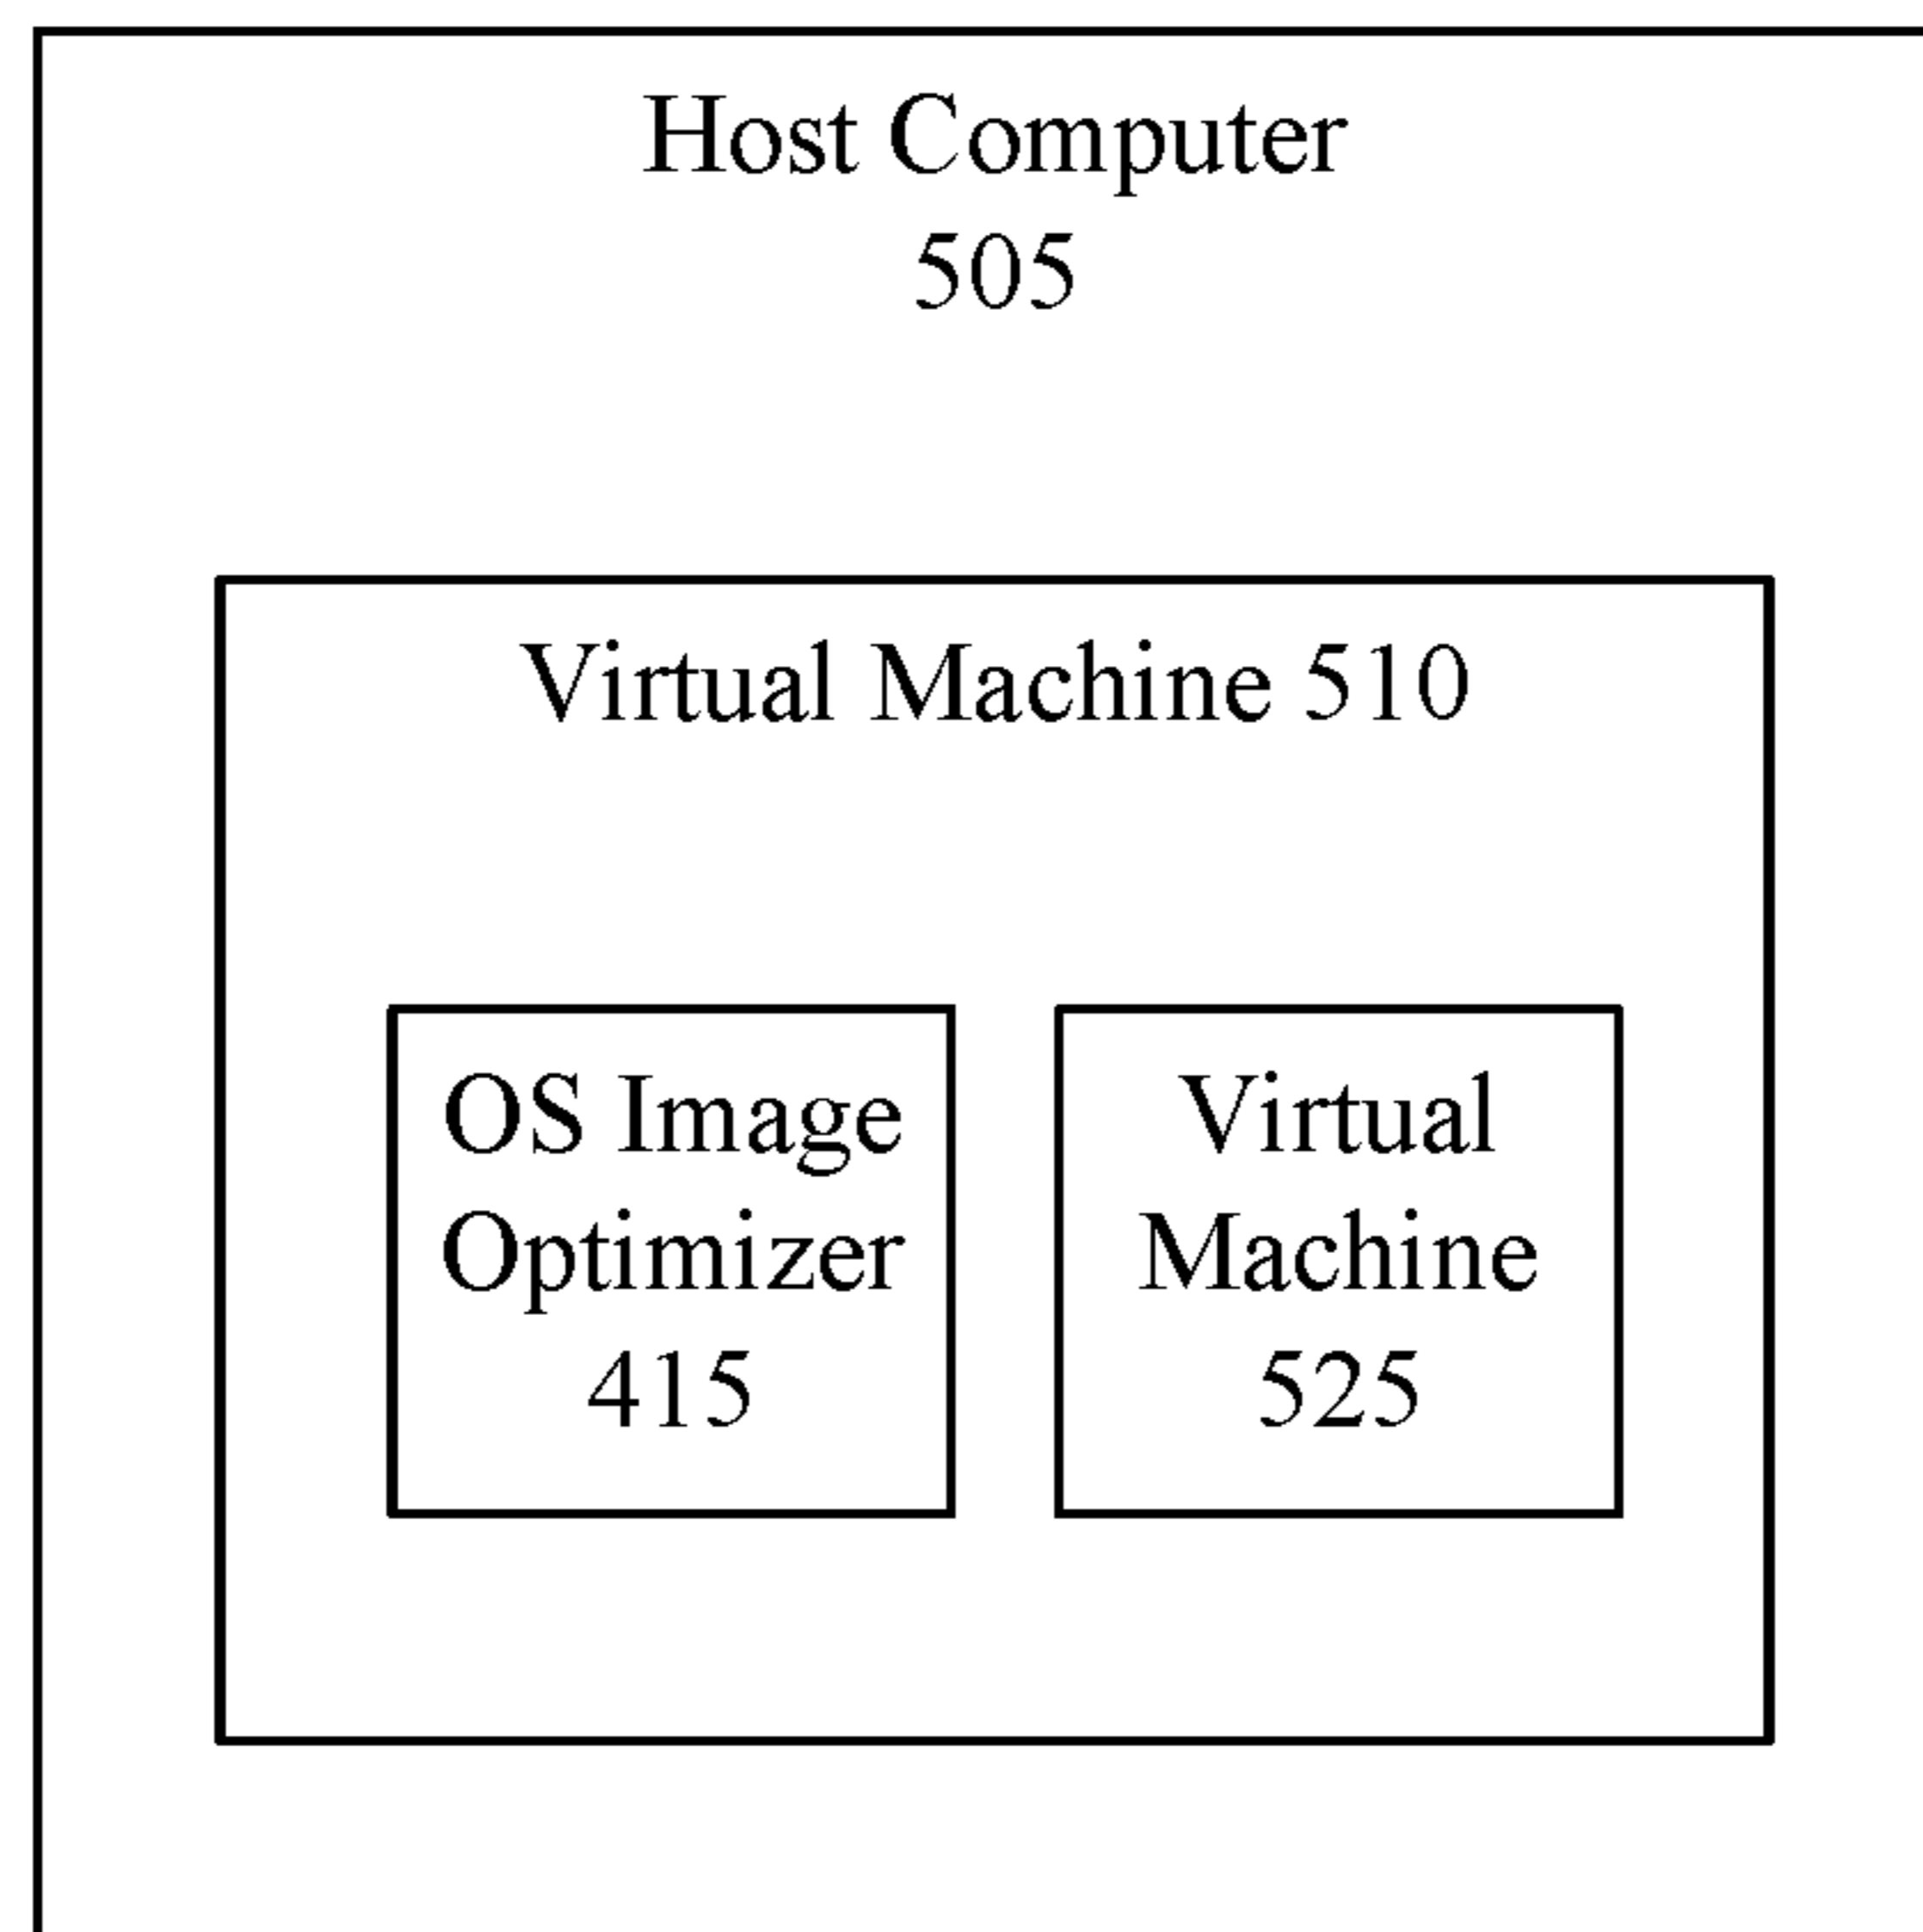 Host Computer
505
Virtual Machine 510
OS Image
Optimizer
415
Virtual
Machine
525